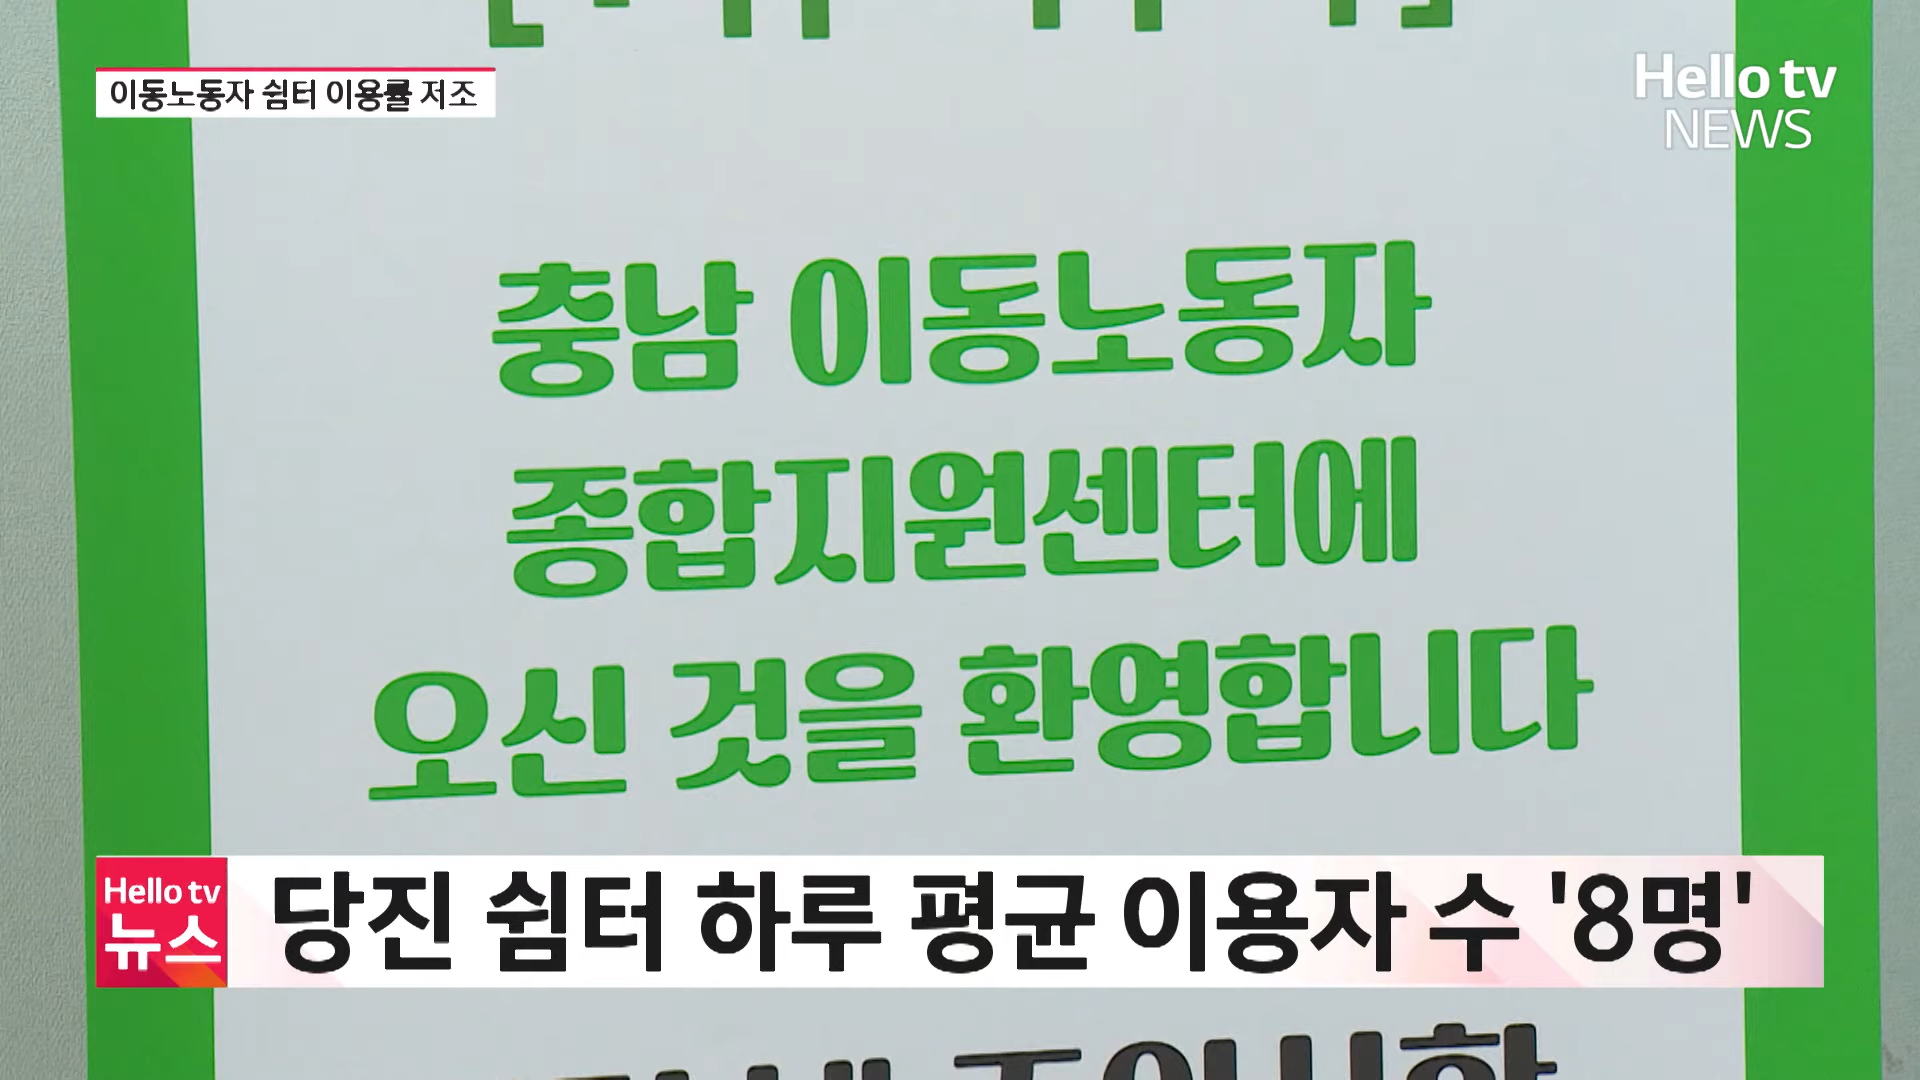 이동노동자 쉼터 이용률 저조
Hello tv
NEWS
충남 이동노동자
종합지원센터에
오신 것을 환영합니다
Hello tv
뉴스
당진 쉼터 하루 평균 이용자 수 '8명'